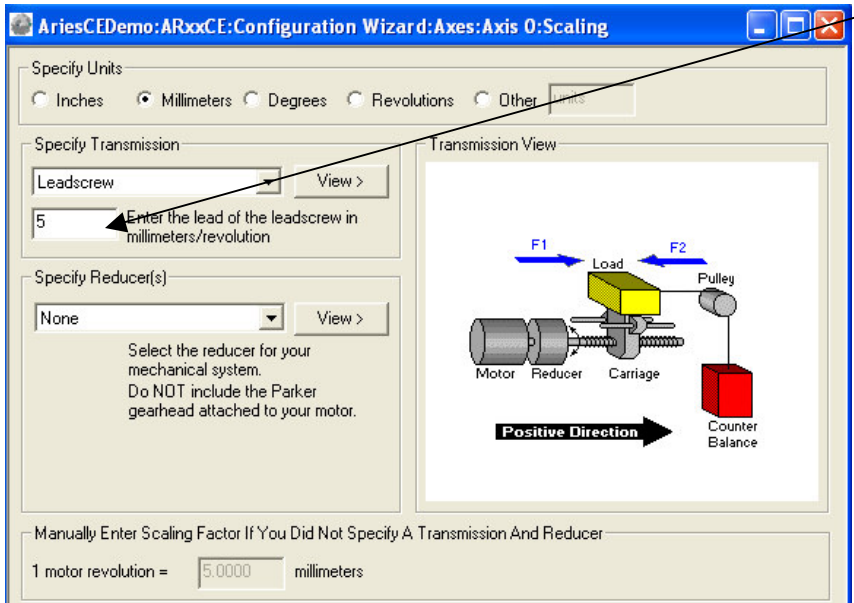 AriesCEDemo:ARxxCE:Configuration Wizard:Axes:Axis 0:Scaling
Specify Units
Inches Millimeters Degrees Revolutions Other units
Specify Transmission
Leadscrew View >
5 Enter the lead of the leadscrew in
millimeters/revolution
Specify Reducer(s)
None View >
Select the reducer for your
mechanical system.
Do NOT include the Parker
gearhead attached to your motor.
Transmission View
F1 F2
Load
Pulley
Motor Reducer Carriage
Positive Direction
Counter
Balance
Manually Enter Scaling Factor If You Did Not Specify A Transmission And Reducer
1 motor revolution = 5.0000 millimeters